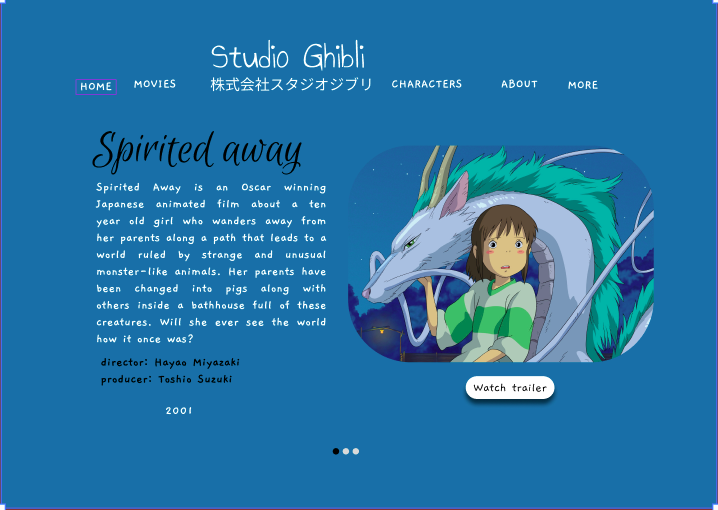 Studio Ghibli
株式会社スタジオジブリ
HOME MOVIES CHARACTERS ABOUT MORE
Spirited away
Spirited Away is an Oscar winning
Japanese animated film about a ten
year old girl who wanders away from
her parents along a path that leads to a
world ruled by strange and unusual
monster-like animals. Her parents have
been changed into pigs along with
others inside a bathhouse full of these
creatures. Will she ever see the world
how it once was?
director: Hayao Miyazaki
producer: Toshio Suzuki
2001
Watch trailer